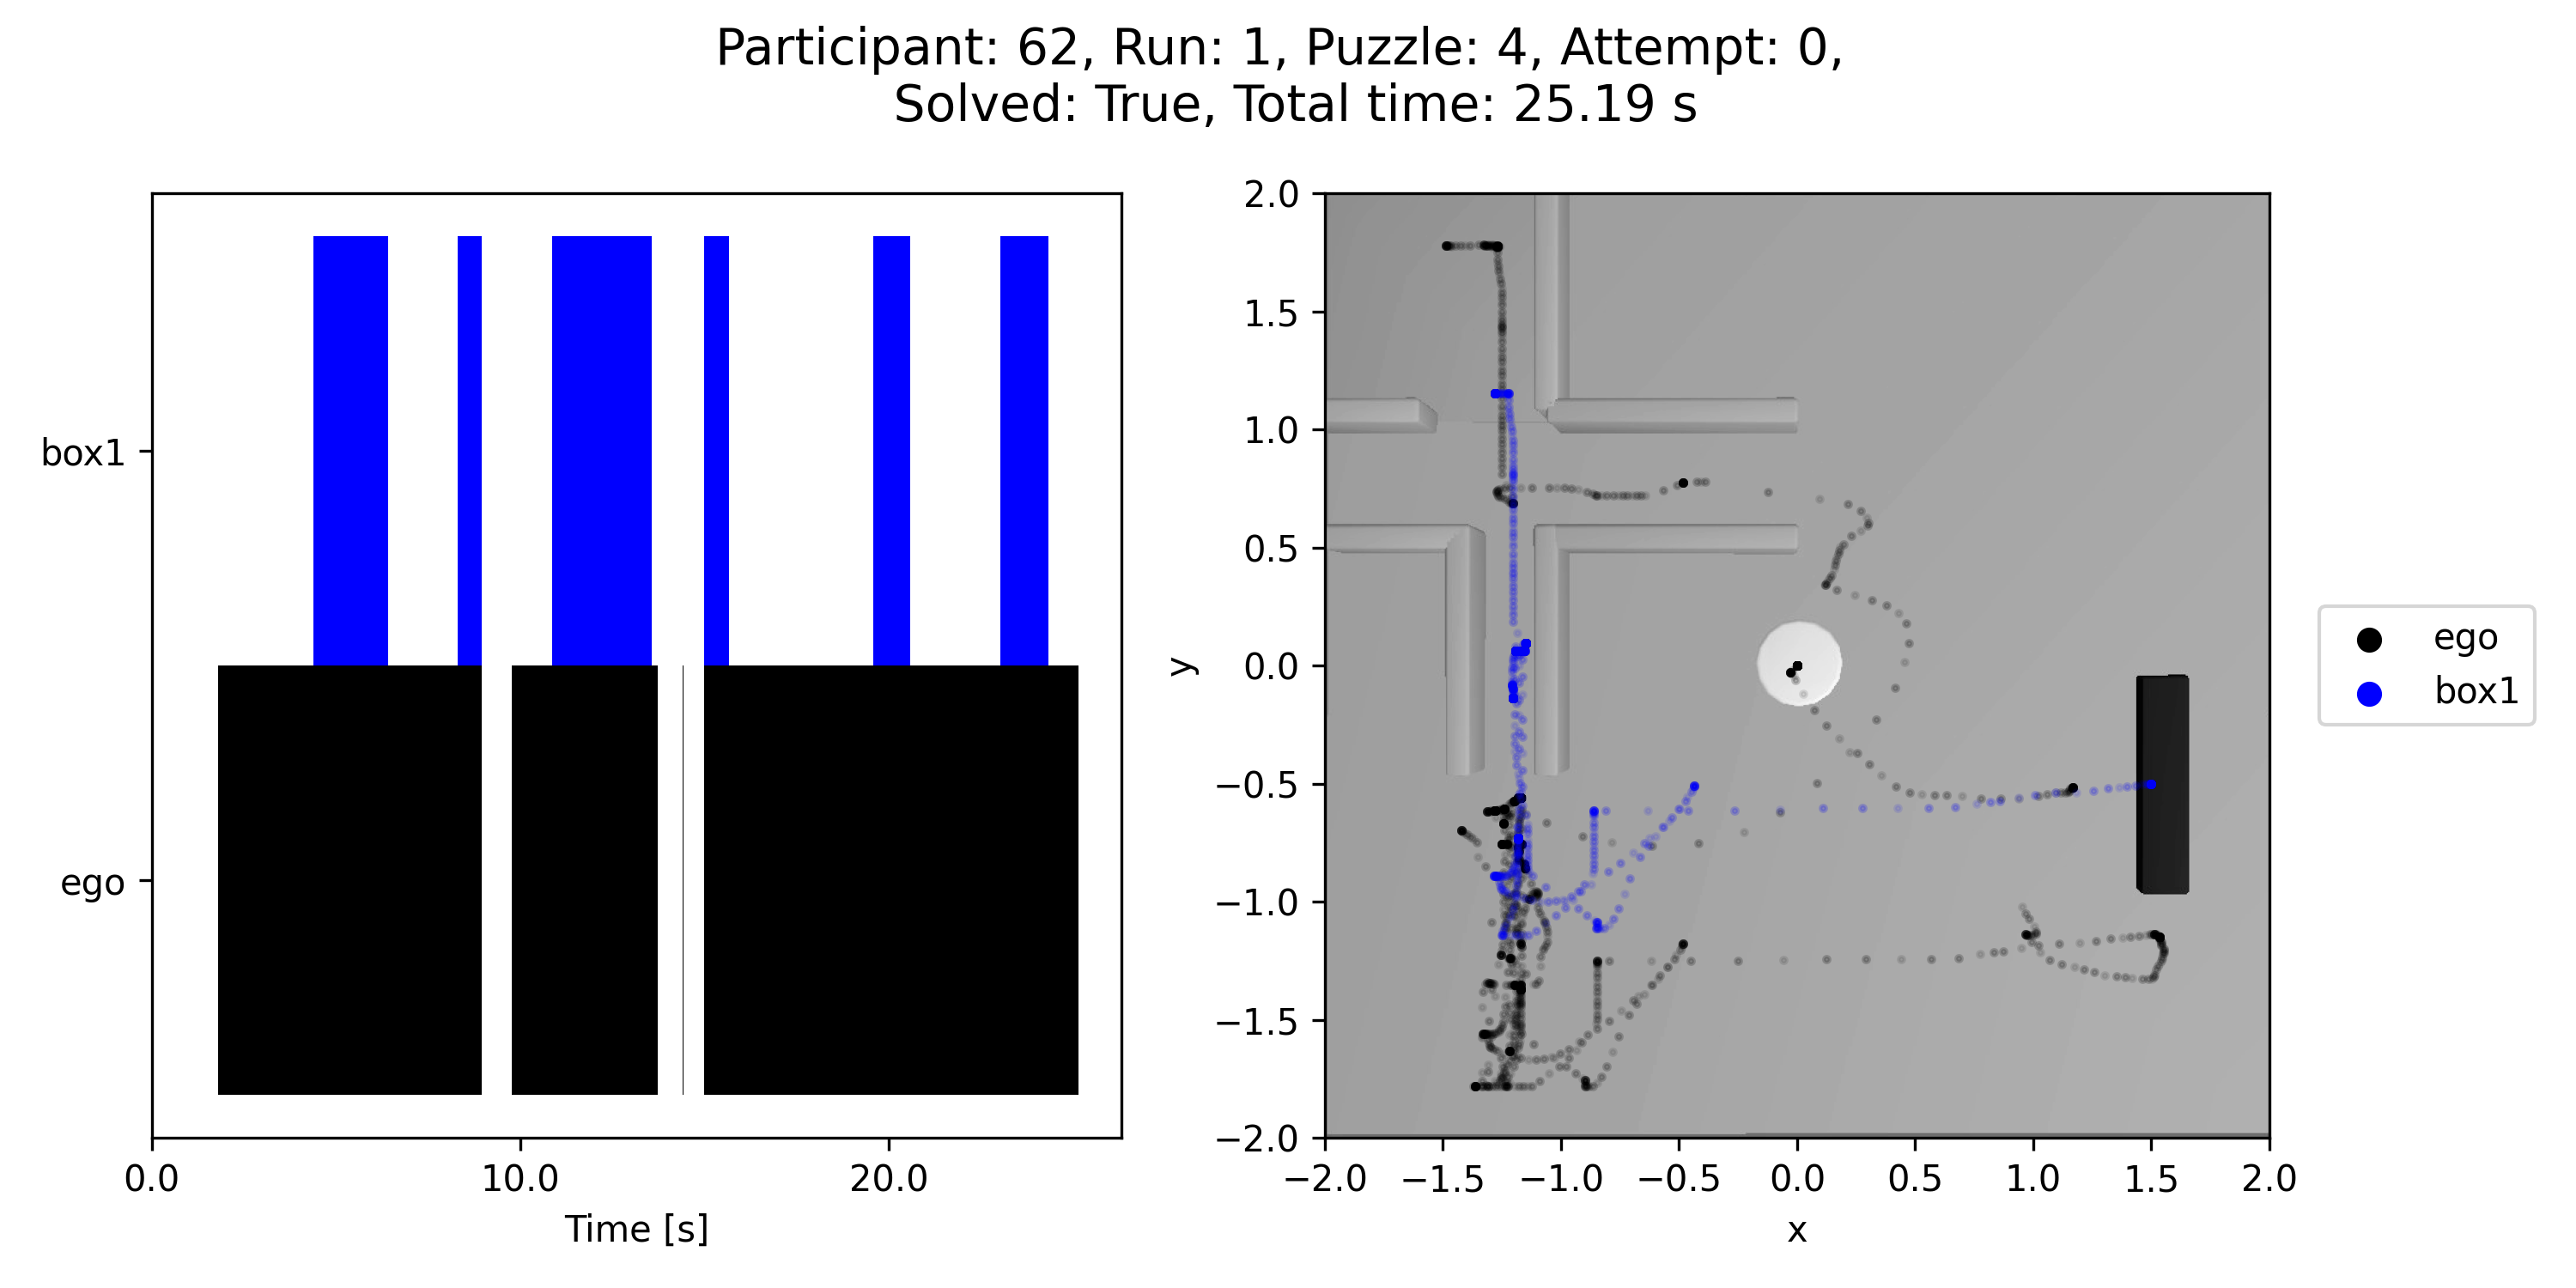 Participant: 62, Run: 1, Puzzle: 4, Attempt: 0,
Solved: True, Total time: 25.19 s
box1
ego
0.0 10.0 20.0
Time [s]
2.0
1.5
1.0
0.5
0.0
−0.5
−1.0
−1.5
−2.0
y
−2.0 −1.5 −1.0 −0.5 0.0 0.5 1.0 1.5 2.0
x
ego
box1